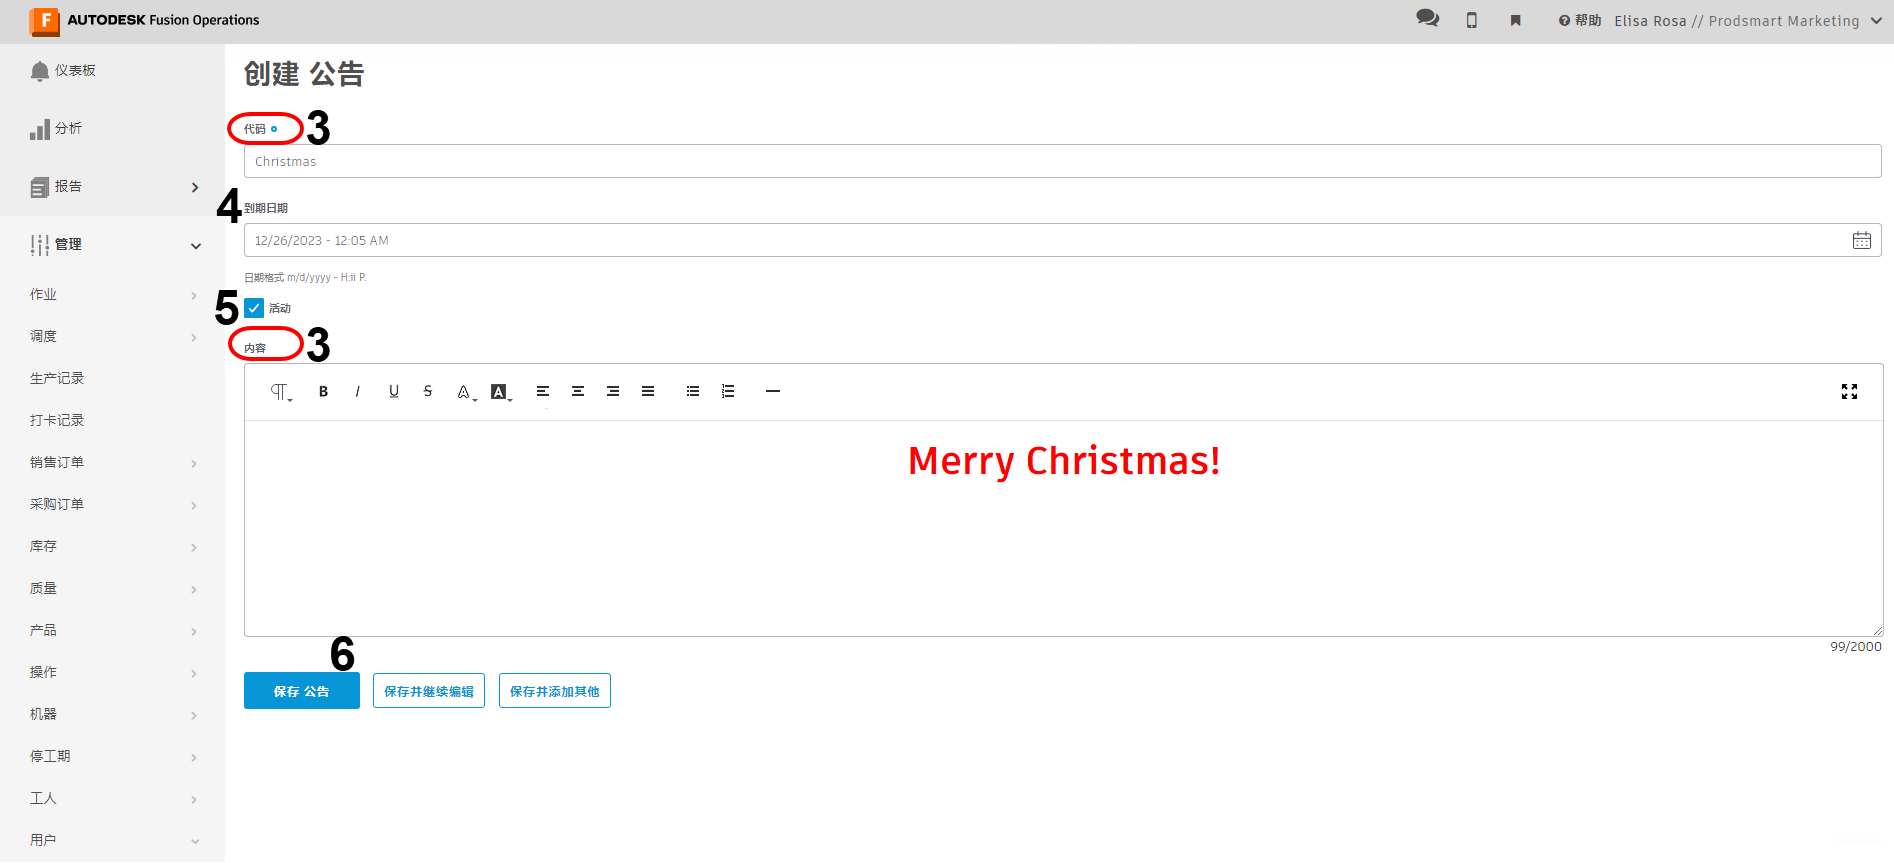 AUTODESK Fusion Operations
帮助 Elisa Rosa // Prodsmart Marketing
仪表板
分析
报告
管理
作业
调度
生产记录
打卡记录
销售订单
采购订单
库存
质量
产品
操作
机器
停工期
工人
用户
创建 公告
代码 3
Christmas
4 到期日期
12/26/2023 - 12:05 AM
日期格式 m/d/yyyy - H:ii P.
5 活动
内容 3
B I U S A A
Merry Christmas!
99/2000
6
保存 公告 保存并继续编辑 保存并添加其他